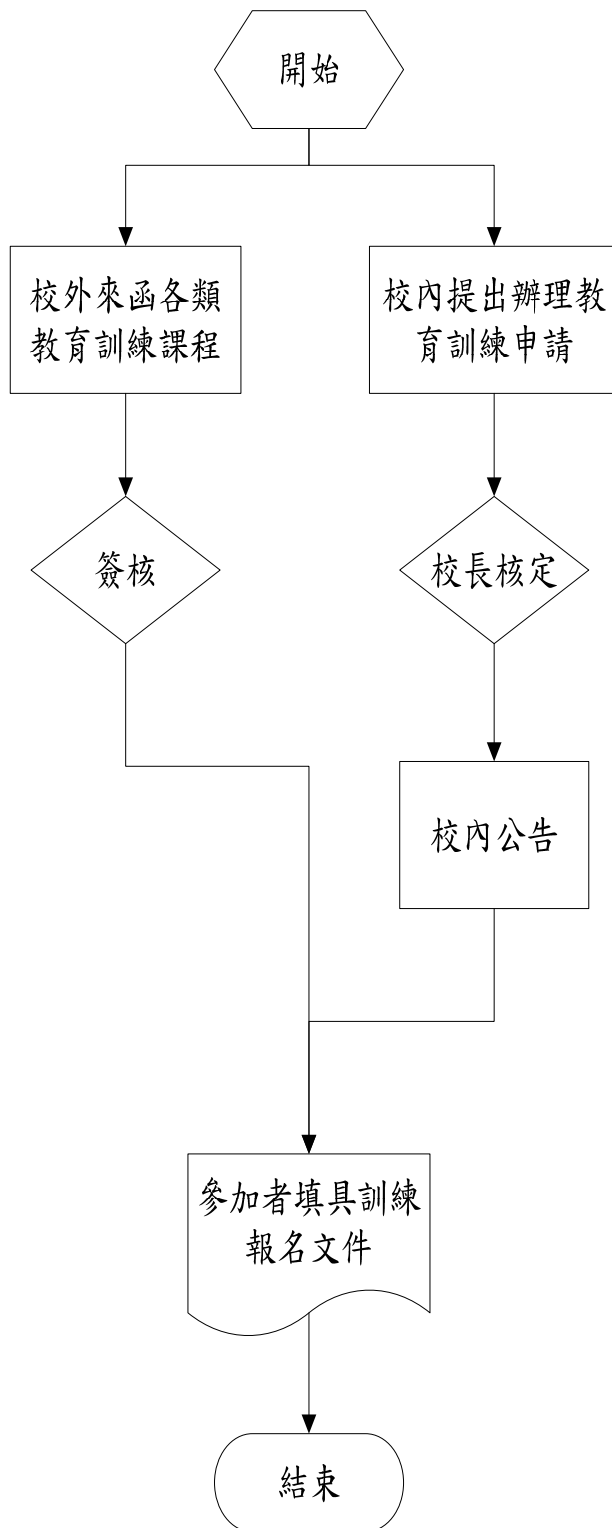 開始
校外來函各類
教育訓練課程
校內提出辦理教
育訓練申請
簽核
校長核定
校內公告
參加者填具訓練
報名文件
結束